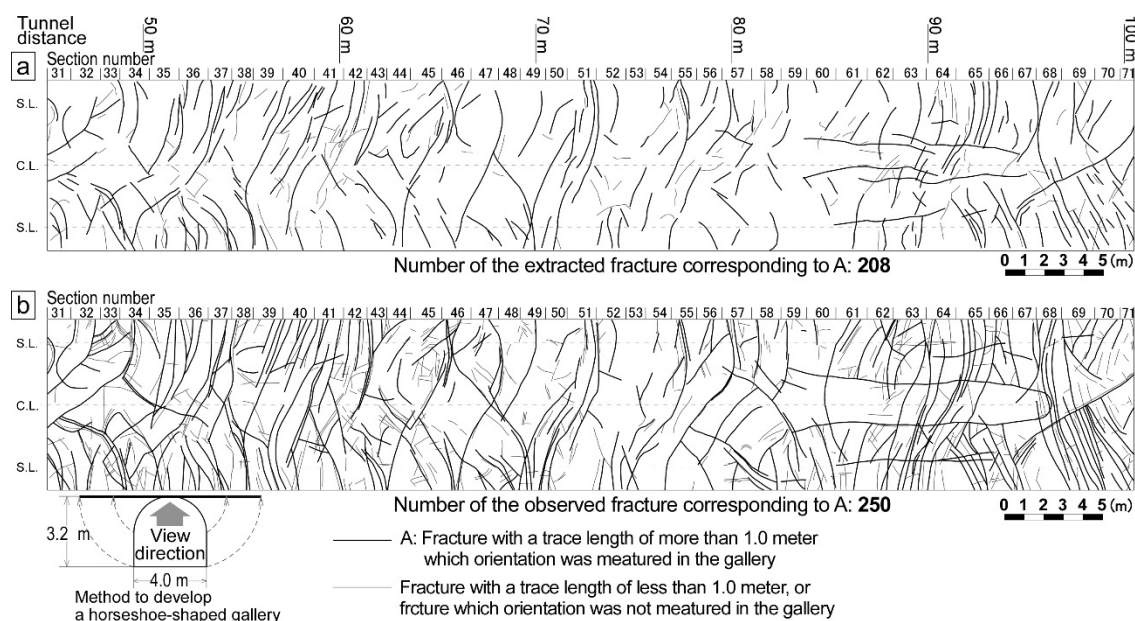 Tunnel distance
50 m 60 m 70 m 80 m 90 m 100 m
a Section number
31 32 33 34 35 36 37 38 39 40 41 42 43 44 45 46 47 48 49 50 51 52 53 54 55 56 57 58 59 60 61 62 63 64 65 66 67 68 69 70 71
S.L.
C.L.
S.L.
Number of the extracted fracture corresponding to A: 208
0 1 2 3 4 5 (m)
b Section number
31 32 33 34 35 36 37 38 39 40 41 42 43 44 45 46 47 48 49 50 51 52 53 54 55 56 57 58 59 60 61 62 63 64 65 66 67 68 69 70 71
S.L.
C.L.
S.L.
Number of the observed fracture corresponding to A: 250
0 1 2 3 4 5 (m)
3.2 m
View
direction
4.0 m
Method to develop
a horseshoe-shaped gallery
A: Fracture with a trace length of more than 1.0 meter
which orientation was meatured in the gallery
Fracture with a trace length of less than 1.0 meter, or
frcture which orientation was not meatured in the gallery